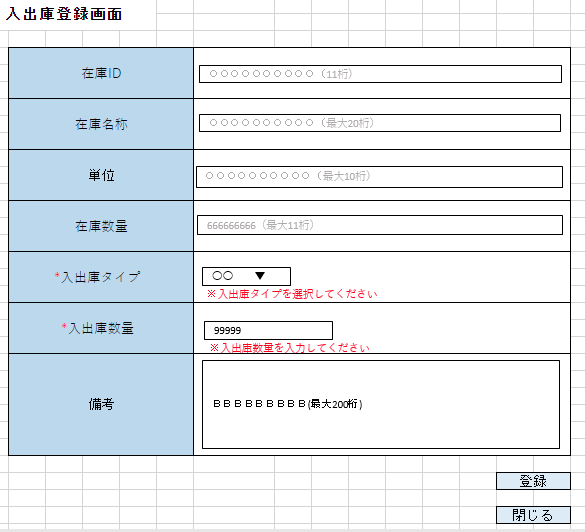 入出庫登録画面
在庫ID
○○○○○○○○○○（11桁）
在庫名称
○○○○○○○○○○（最大20桁）
単位
○○○○○○○○○○（最大10桁）
在庫数量
666666666（最大11桁）
*入出庫タイプ
○○ ▼
※入出庫タイプを選択してください
*入出庫数量
99999
※入出庫数量を入力してください
備考
ＢＢＢＢＢＢＢＢＢ(最大200桁)
登録
閉じる